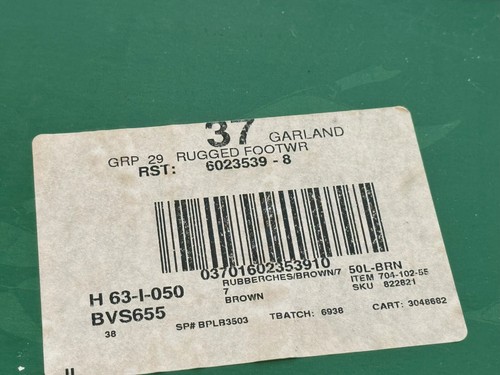 37 GARLAND
GRP 29 RUGGED FOOTWR
RST: 6023539 - 8
03701602353910
RUBBERCHES/BROWN/7 50L-BRN
7 ITEM 704-102-55
BROWN SKU 822821
H 63-I-050
BVS655
38 SP# BPLB3503 TBATCH: 6938 CART: 3048682